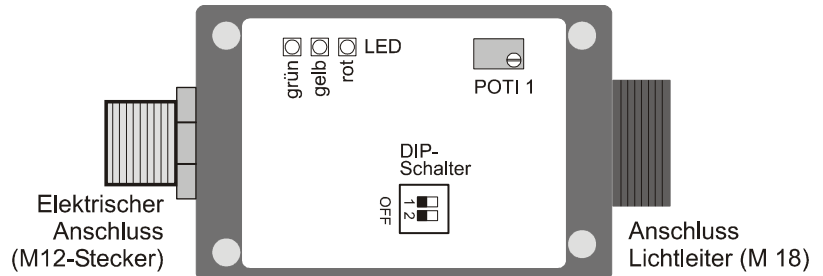 LED
grün
gelb
rot
POTI 1
DIP-
Schalter
1
2
OFF
Elektrischer
Anschluss
(M12-Stecker)
Anschluss
Lichtleiter (M 18)